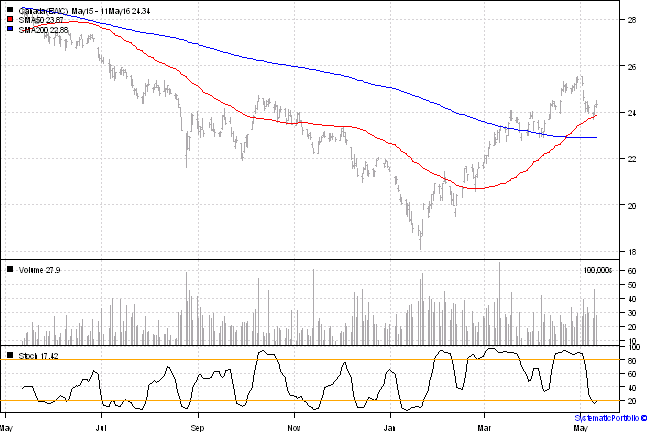 Canada (EWC) May15 - 11May16 24.34
SMA50 23.87
SMA200 22.88
28
26
24
22
20
18
Volume 27.9
100,000s
60
50
40
30
20
10
Stoch 17.42
100
80
60
40
20
May Jul Sep Nov Jan Mar May
SystematicPortfolio ©